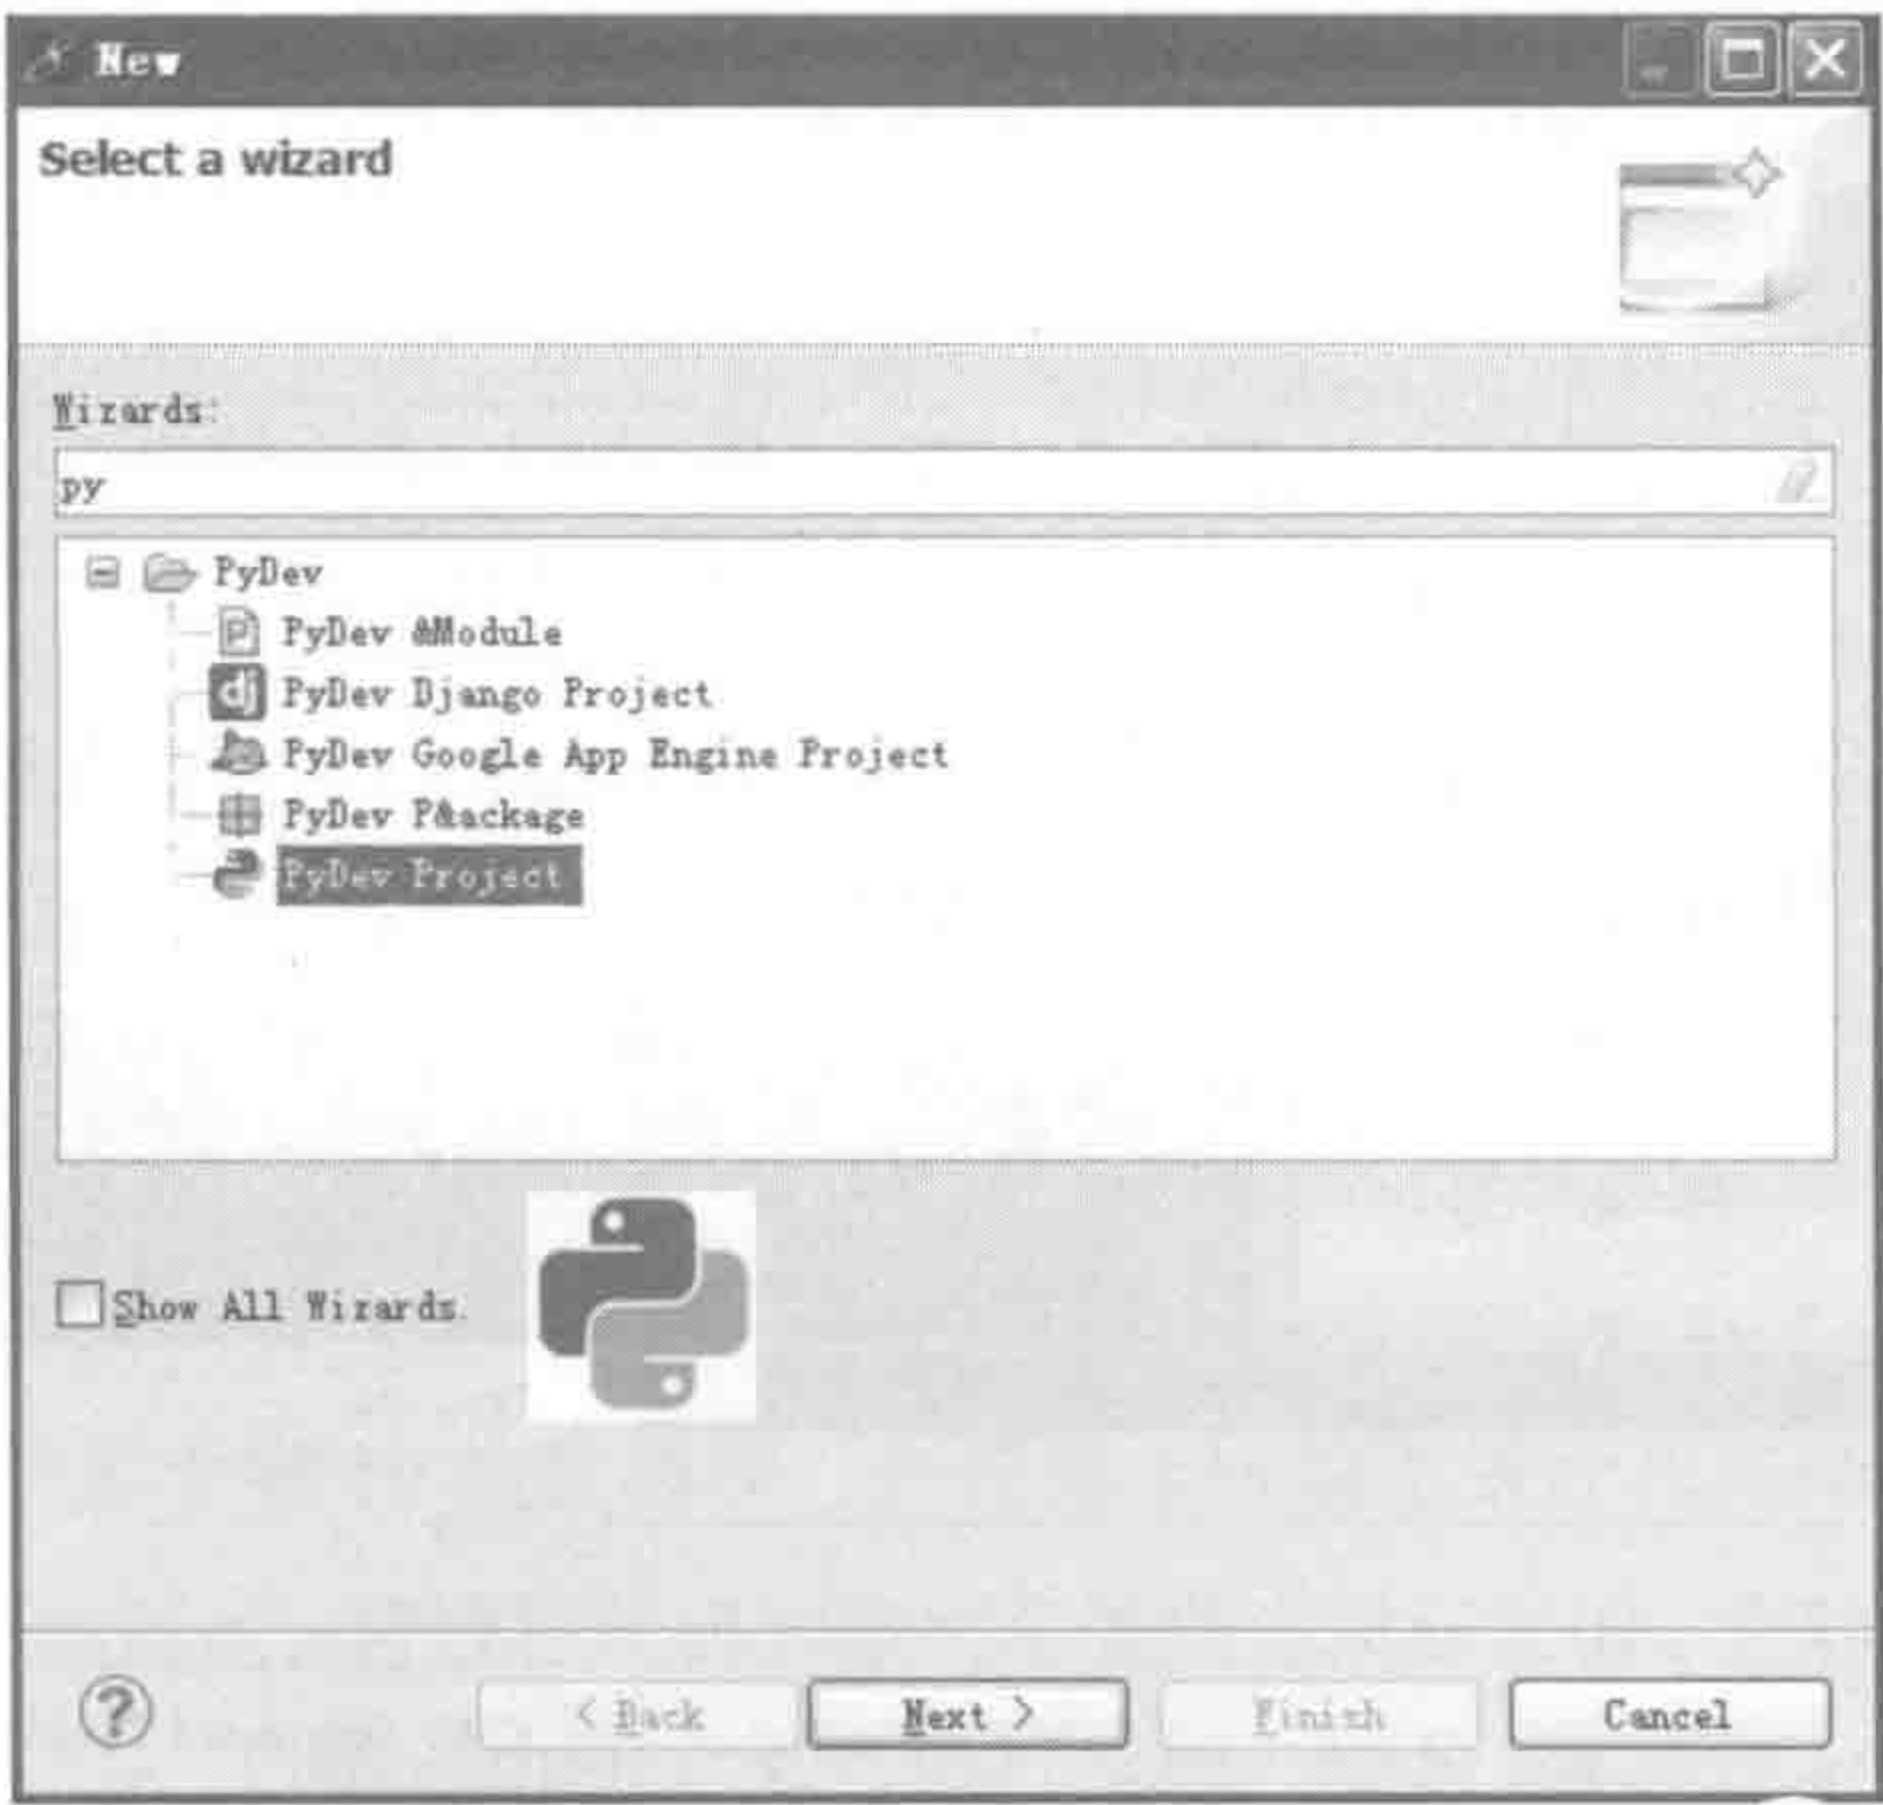 New
Select a wizard
Wizards:
py
PyDev
PyDev &Module
PyDev Django Project
PyDev Google App Engine Project
PyDev P&ackage
PyDev Project
Show All Wizards.
? < Back Next > Finish Cancel